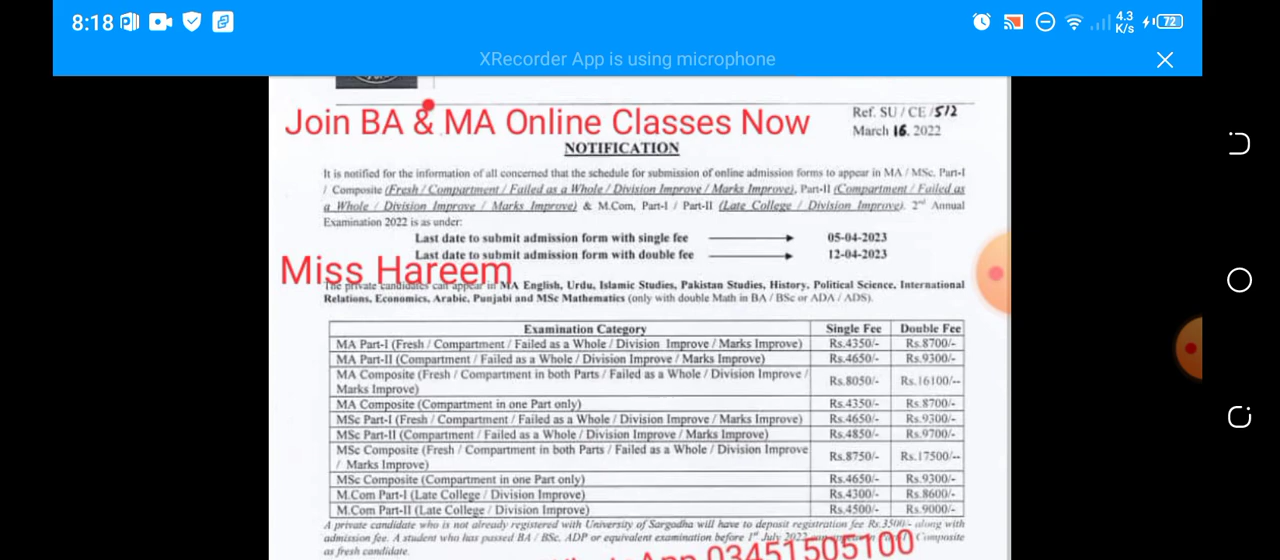 8:18
4.3
K/s
72
XRecorder App is using microphone
Join BA & MA Online Classes Now
Ref. SU / CE /512
March 16, 2022
NOTIFICATION
It is notified for the information of all concerned that the schedule for submission of online admission forms to appear in MA / MSc. Part-I
/ Composite (Fresh / Compartment / Failed as a Whole / Division Improve / Marks Improve), Part-II (Compartment / Failed as
a Whole / Division Improve / Marks Improve) & M.Com, Part-I / Part-II (Late College / Division Improve). 2nd Annual
Examination 2022 is as under:
Last date to submit admission form with single fee 05-04-2023
Last date to submit admission form with double fee 12-04-2023
Miss Hareem
The private candidates can appear in MA English, Urdu, Islamic Studies, Pakistan Studies, History, Political Science, International
Relations, Economics, Arabic, Punjabi and MSc Mathematics (only with double Math in BA / BSc or ADA / ADS).
Examination Category Single Fee Double Fee
MA Part-I (Fresh / Compartment / Failed as a Whole / Division Improve / Marks Improve) Rs.4350/- Rs.8700/-
MA Part-II (Compartment / Failed as a Whole / Division Improve / Marks Improve) Rs.4650/- Rs.9300/-
MA Composite (Fresh / Compartment in both Parts / Failed as a Whole / Division Improve /
Marks Improve) Rs.8050/- Rs.16100/--
MA Composite (Compartment in one Part only) Rs.4350/- Rs.8700/-
MSc Part-I (Fresh / Compartment / Failed as a Whole / Division Improve / Marks Improve) Rs.4650/- Rs.9300/-
MSc Part-II (Compartment / Failed as a Whole / Division Improve / Marks Improve) Rs.4850/- Rs.9700/-
MSc Composite (Fresh / Compartment in both Parts / Failed as a Whole / Division Improve
/ Marks Improve) Rs.8750/- Rs.17500/--
MSc Composite (Compartment in one Part only) Rs.4650/- Rs.9300/-
M.Com Part-I (Late College / Division Improve) Rs.4300/- Rs.8600/-
M.Com Part-II (Late College / Division Improve) Rs.4500/- Rs.9000/-
A private candidate who is not already registered with University of Sargodha will have to deposit registration fee Rs.3500/- along with
admission fee. A student who has passed BA / BSc, ADP or equivalent examination before 1st July 2022 Composite
as fresh candidate.
03451505100